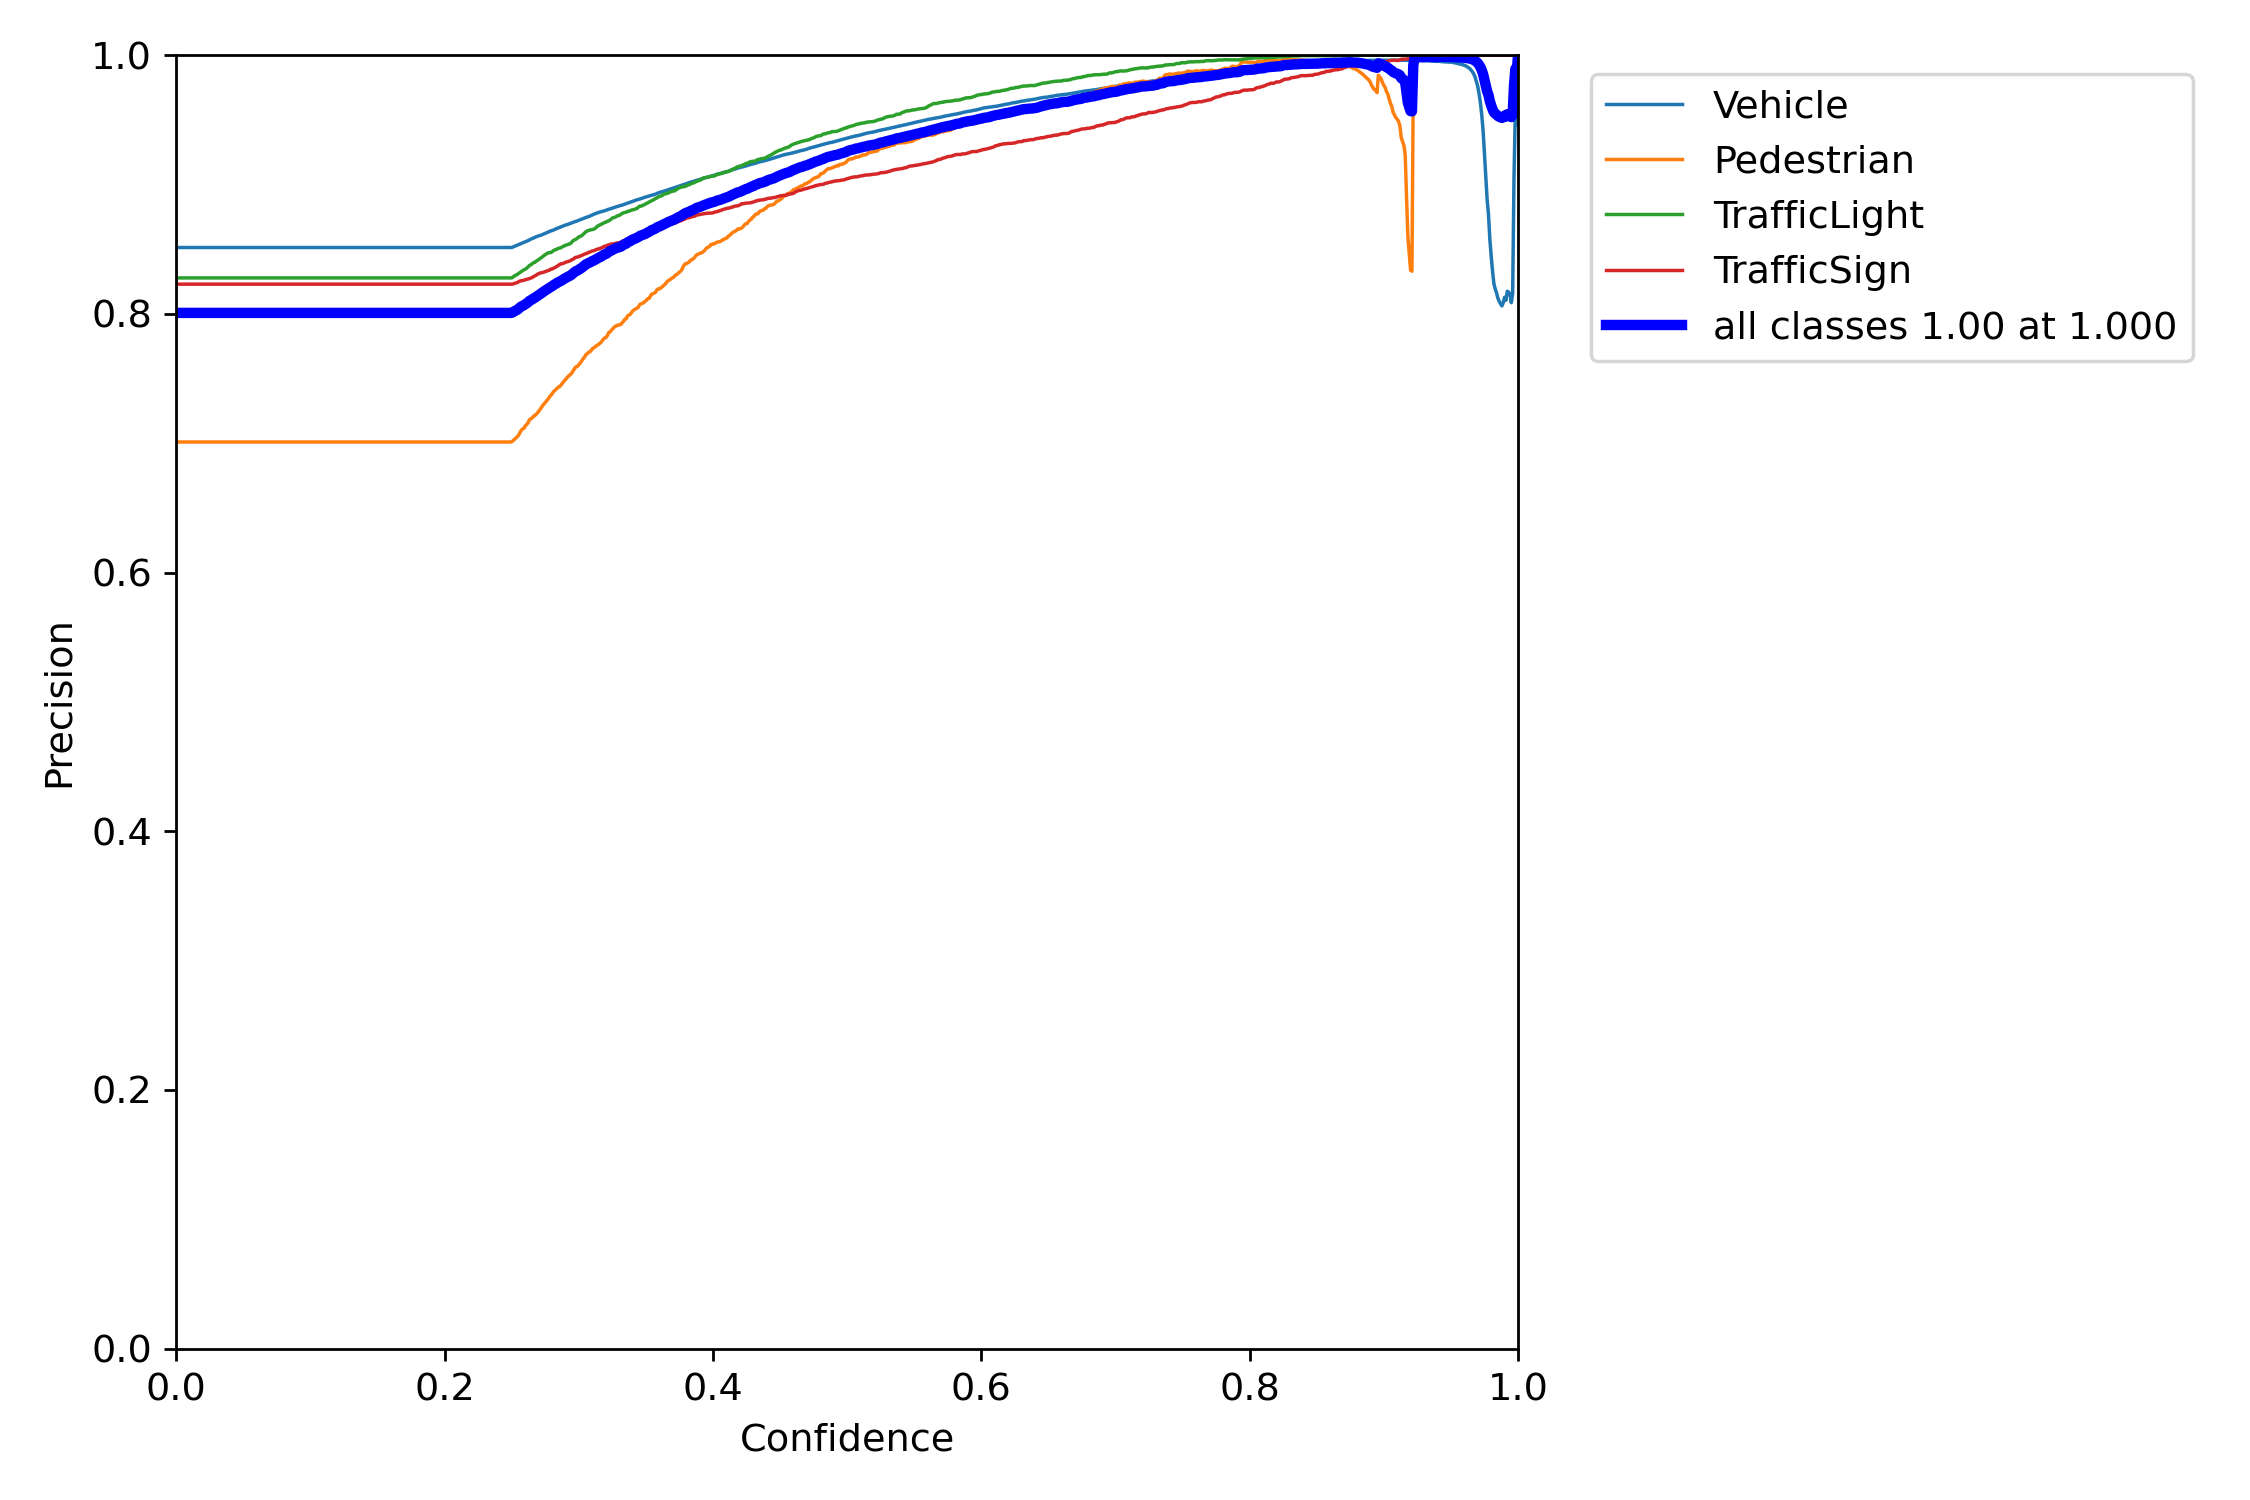 1.0
0.8
0.6
0.4
0.2
0.0
Precision
0.0 0.2 0.4 0.6 0.8 1.0
Confidence
Vehicle
Pedestrian
TrafficLight
TrafficSign
all classes 1.00 at 1.000